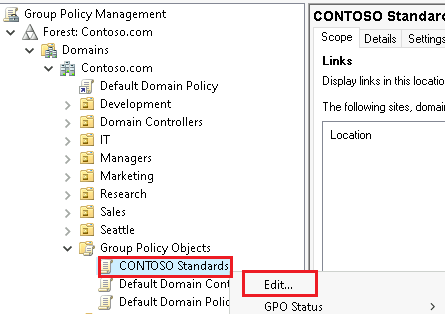 Group Policy Management
Forest: Contoso.com
Domains
Contoso.com
Default Domain Policy
Development
Domain Controllers
IT
Managers
Marketing
Research
Sales
Seattle
Group Policy Objects
CONTOSO Standards
Default Domain Cont
Default Domain Polic
Edit...
GPO Status
CONTOSO Standards
Scope Details Settings
Links
Display links in this location
The following sites, domai
Location